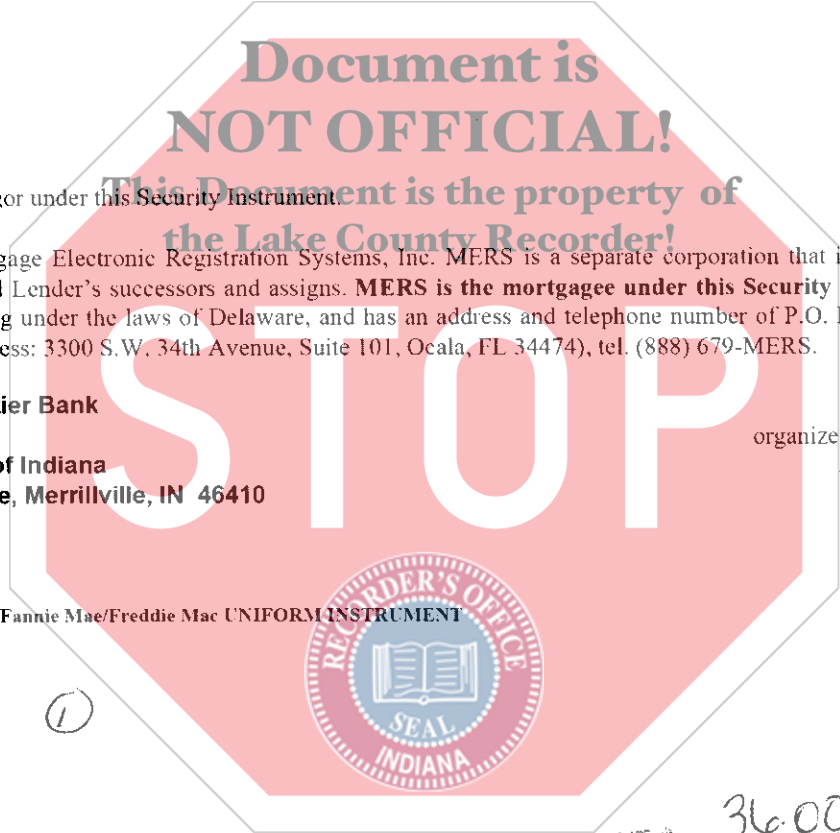 Document is
NOT OFFICIAL!
This Document is the property of
the Lake County Recorder!
gor under this Security Instrument.
gage Electronic Registration Systems, Inc. MERS is a separate corporation that i
Lender's successors and assigns. MERS is the mortgagee under this Security
g under the laws of Delaware, and has an address and telephone number of P.O.
ess: 3300 S.W. 34th Avenue, Suite 101, Ocala, FL 34474), tel. (888) 679-MERS.
ier Bank
organize
of Indiana
e, Merrillville, IN 46410
STOP
Fannie Mae/Freddie Mac UNIFORM INSTRUMENT
RECORDER'S OFFICE
SEAL
INDIANA
1
36.00